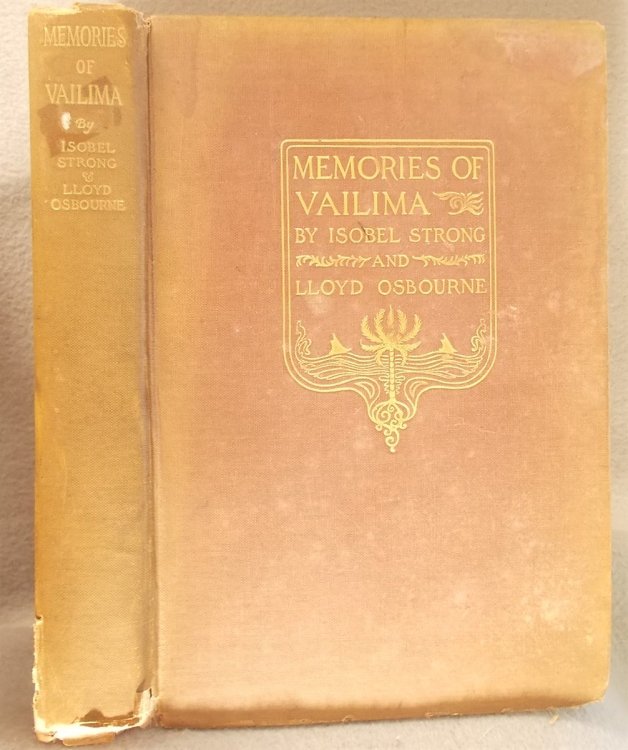 MEMORIES
OF
VAILIMA
By
ISOBEL
STRONG
&
LLOYD
OSBOURNE
MEMORIES OF
VAILIMA
BY ISOBEL STRONG
AND
LLOYD OSBOURNE